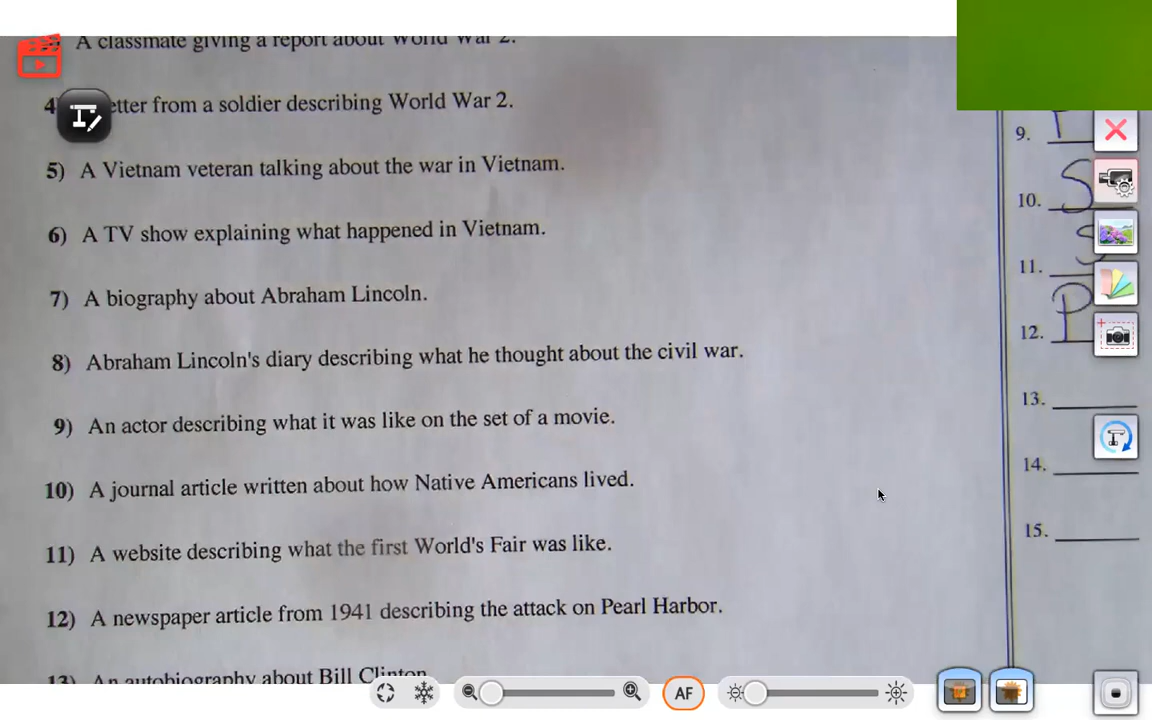 A classmate giving a report about World War 2.
4 etter from a soldier describing World War 2.
5) A Vietnam veteran talking about the war in Vietnam.
6) A TV show explaining what happened in Vietnam.
7) A biography about Abraham Lincoln.
8) Abraham Lincoln's diary describing what he thought about the civil war.
9) An actor describing what it was like on the set of a movie.
10) A journal article written about how Native Americans lived.
11) A website describing what the first World's Fair was like.
12) A newspaper article from 1941 describing the attack on Pearl Harbor.
13) An autobiography about Bill Clinton
9.
10. S
11. S
12. P
13.
14.
15.
AF